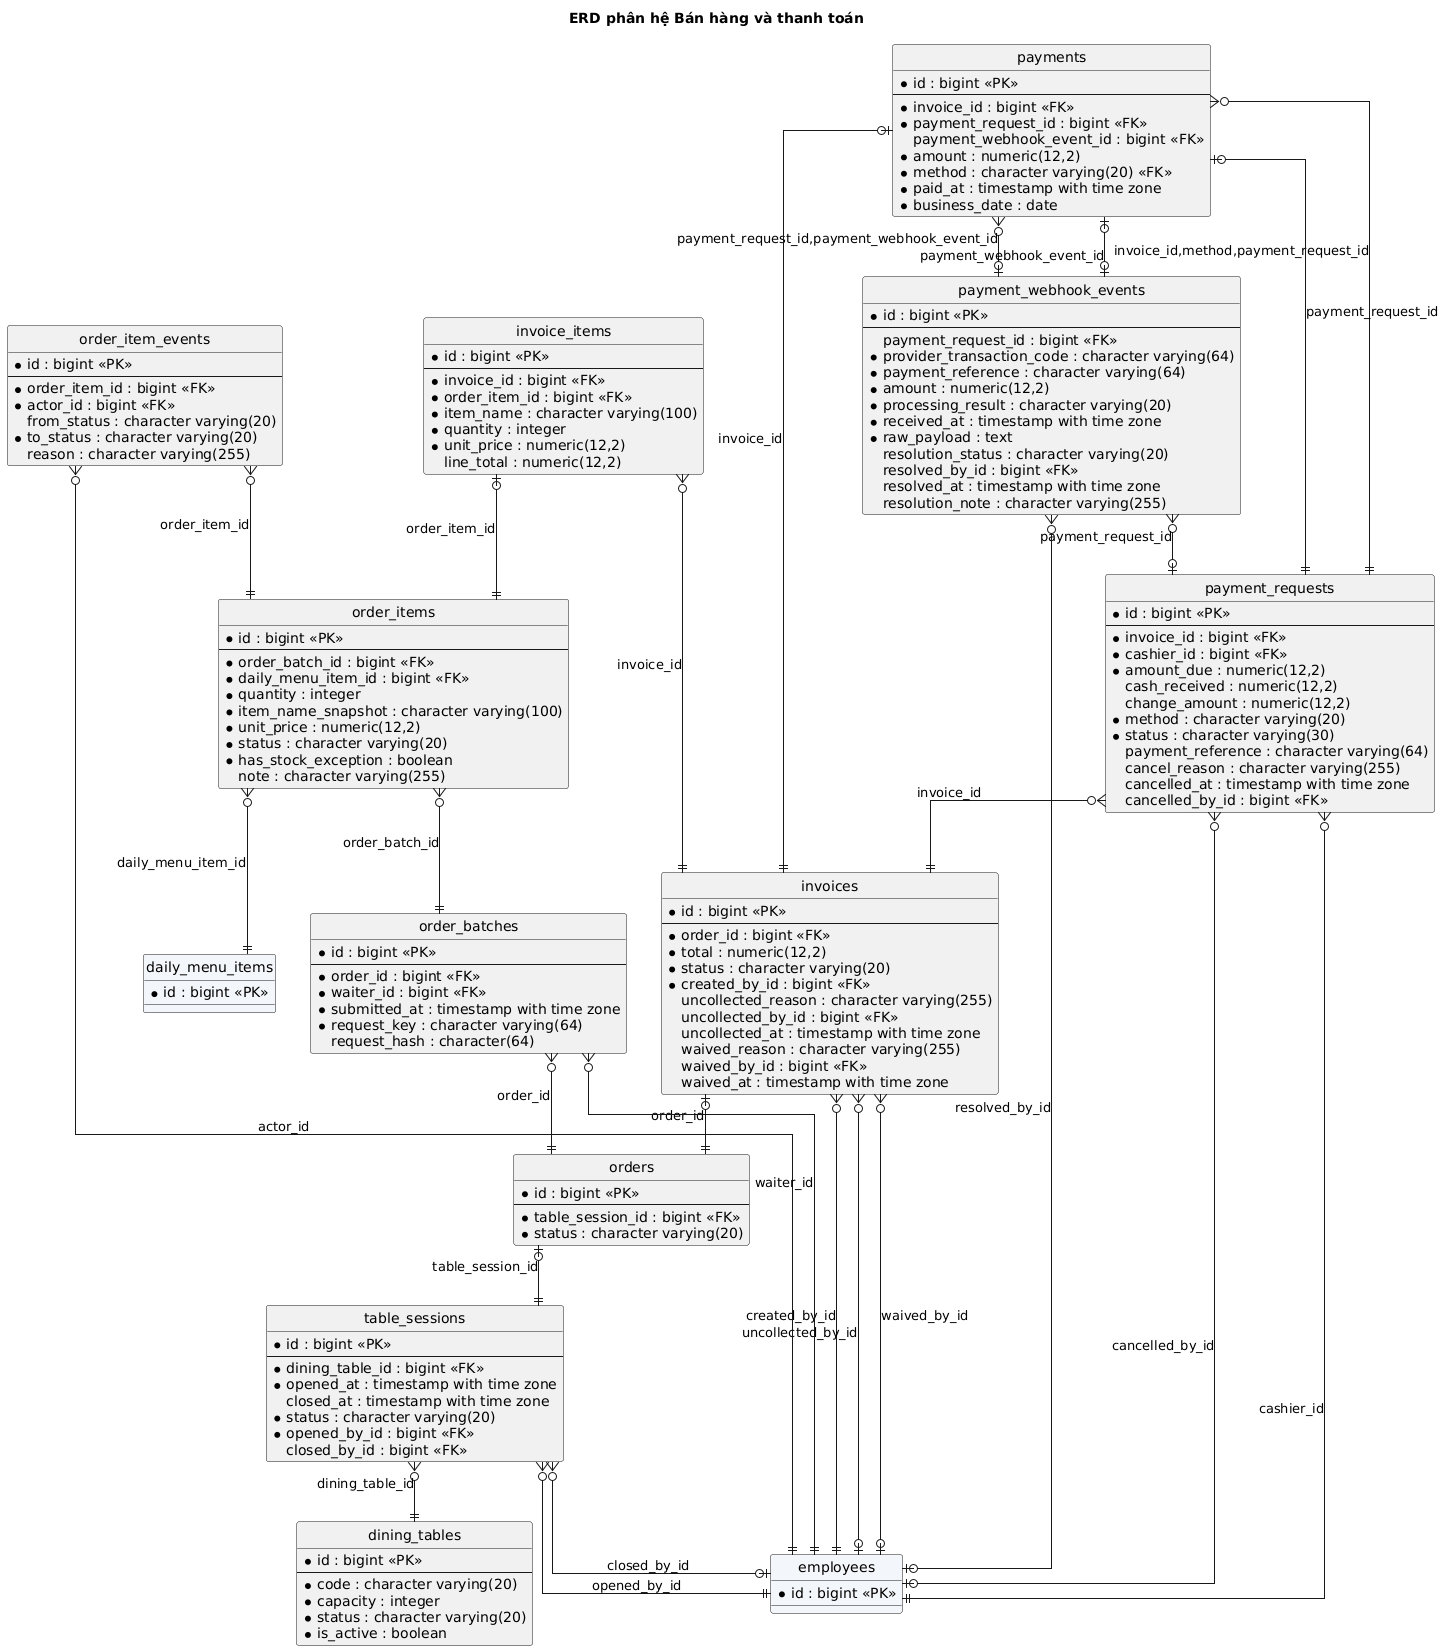 ERD phân hệ Bán hàng và thanh toán
payments
id : bigint «PK»
invoice_id : bigint «FK»
payment_request_id : bigint «FK»
payment_webhook_event_id : bigint «FK»
amount : numeric(12,2)
method : character varying(20) «FK»
paid_at : timestamp with time zone
business_date : date
payment_request_id,payment_webhook_event_id
payment_webhook_event_id
invoice_id,method,payment_request_id
payment_request_id
payment_webhook_events
id : bigint «PK»
payment_request_id : bigint «FK»
provider_transaction_code : character varying(64)
payment_reference : character varying(64)
amount : numeric(12,2)
processing_result : character varying(20)
received_at : timestamp with time zone
raw_payload : text
resolution_status : character varying(20)
resolved_by_id : bigint «FK»
resolved_at : timestamp with time zone
resolution_note : character varying(255)
order_item_events
id : bigint «PK»
order_item_id : bigint «FK»
actor_id : bigint «FK»
from_status : character varying(20)
to_status : character varying(20)
reason : character varying(255)
invoice_items
id : bigint «PK»
invoice_id : bigint «FK»
order_item_id : bigint «FK»
item_name : character varying(100)
quantity : integer
unit_price : numeric(12,2)
line_total : numeric(12,2)
invoice_id
order_item_id
order_item_id
payment_request_id
payment_requests
id : bigint «PK»
invoice_id : bigint «FK»
cashier_id : bigint «FK»
amount_due : numeric(12,2)
cash_received : numeric(12,2)
change_amount : numeric(12,2)
method : character varying(20)
status : character varying(30)
payment_reference : character varying(64)
cancel_reason : character varying(255)
cancelled_at : timestamp with time zone
cancelled_by_id : bigint «FK»
order_items
id : bigint «PK»
order_batch_id : bigint «FK»
daily_menu_item_id : bigint «FK»
quantity : integer
item_name_snapshot : character varying(100)
unit_price : numeric(12,2)
status : character varying(20)
has_stock_exception : boolean
note : character varying(255)
invoice_id
invoice_id
order_batch_id
daily_menu_item_id
invoices
id : bigint «PK»
order_id : bigint «FK»
total : numeric(12,2)
status : character varying(20)
created_by_id : bigint «FK»
uncollected_reason : character varying(255)
uncollected_by_id : bigint «FK»
uncollected_at : timestamp with time zone
waived_reason : character varying(255)
waived_by_id : bigint «FK»
waived_at : timestamp with time zone
order_batches
id : bigint «PK»
order_id : bigint «FK»
waiter_id : bigint «FK»
submitted_at : timestamp with time zone
request_key : character varying(64)
request_hash : character(64)
daily_menu_items
id : bigint «PK»
order_id
order_id
resolved_by_id
actor_id
waiter_id
orders
id : bigint «PK»
table_session_id : bigint «FK»
status : character varying(20)
table_session_id
created_by_id
uncollected_by_id
waived_by_id
cancelled_by_id
cashier_id
table_sessions
id : bigint «PK»
dining_table_id : bigint «FK»
opened_at : timestamp with time zone
closed_at : timestamp with time zone
status : character varying(20)
opened_by_id : bigint «FK»
closed_by_id : bigint «FK»
dining_table_id
closed_by_id
opened_by_id
dining_tables
id : bigint «PK»
code : character varying(20)
capacity : integer
status : character varying(20)
is_active : boolean
employees
id : bigint «PK»